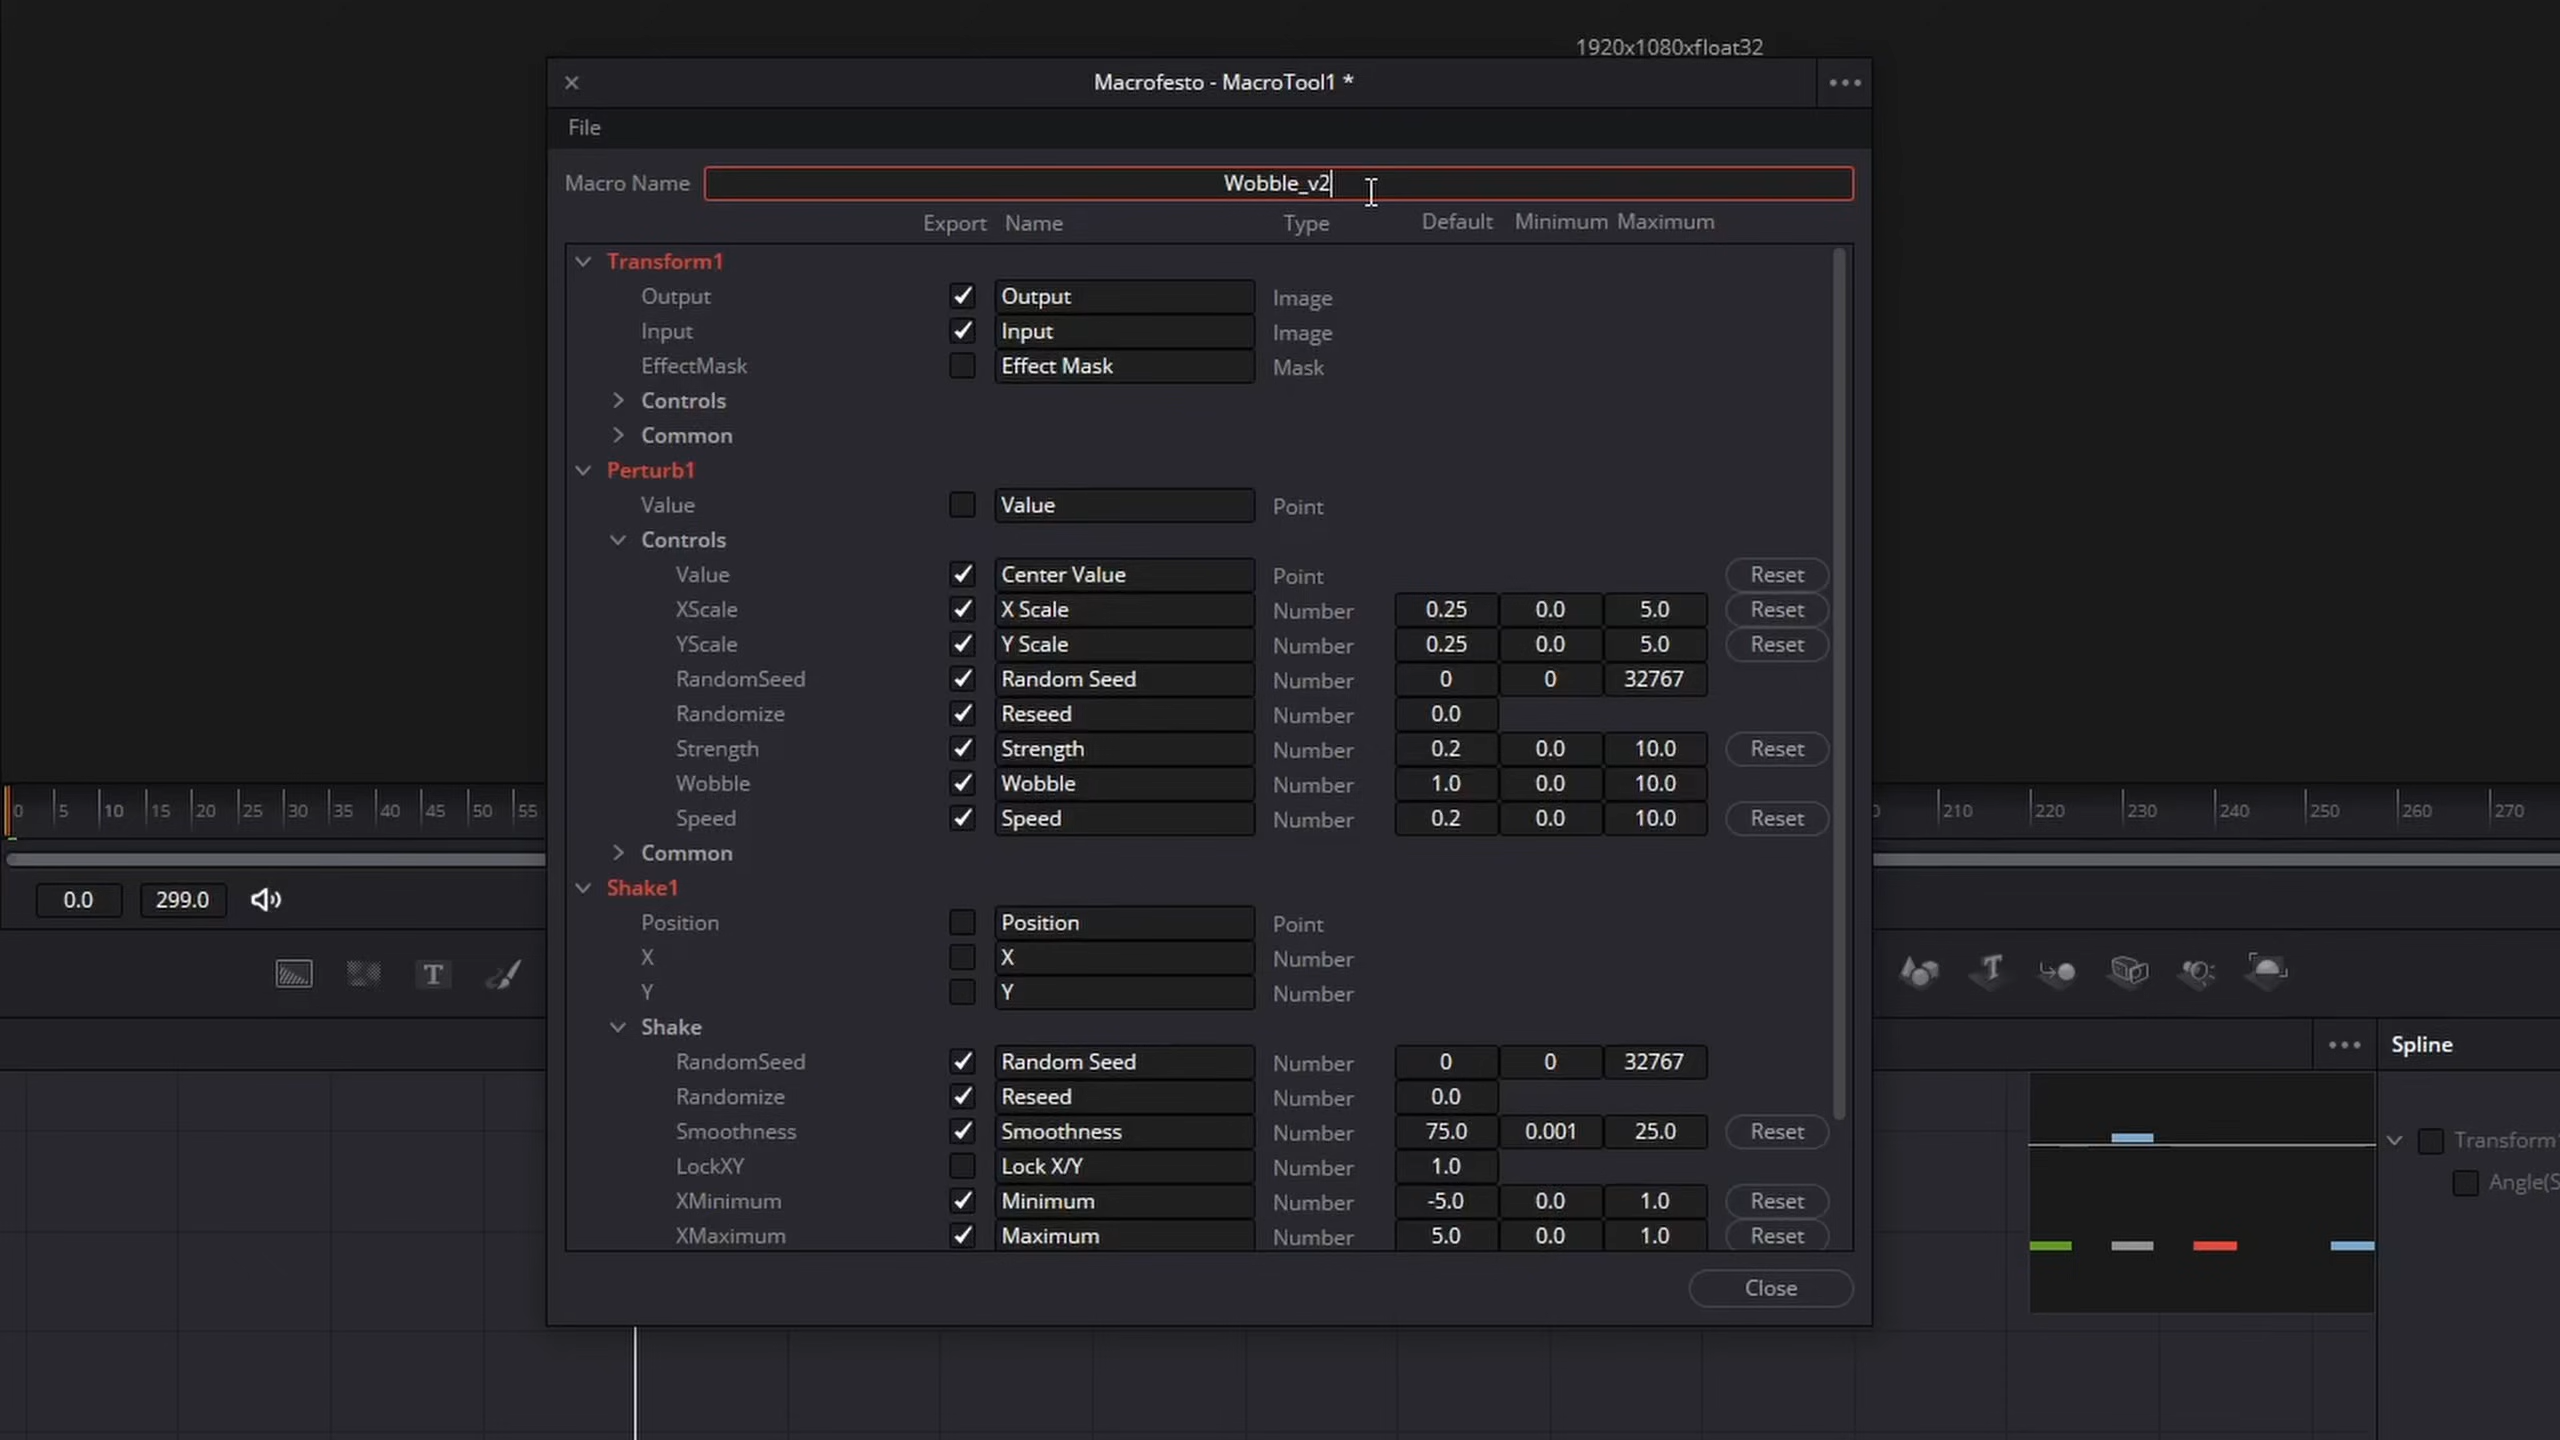 1920x1080xfloat32
Macrofesto - MacroTool1 *
File
Macro Name Wobble_v2
Export Name Type Default Minimum Maximum
Transform1
Output Output Image
Input Input Image
EffectMask Effect Mask Mask
Controls
Common
Perturb1
Value Value Point
Controls
Value Center Value Point Reset
XScale X Scale Number 0.25 0.0 5.0 Reset
YScale Y Scale Number 0.25 0.0 5.0 Reset
RandomSeed Random Seed Number 0 0 32767
Randomize Reseed Number 0.0
Strength Strength Number 0.2 0.0 10.0 Reset
Wobble Wobble Number 1.0 0.0 10.0
Speed Speed Number 0.2 0.0 10.0 Reset
0 5 10 15 20 25 30 35 40 45 50 55
0 210 220 230 240 250 260 270
Common
Shake1
0.0 299.0
Position Position Point
X X Number
Y Y Number
T
T
Shake
Spline
RandomSeed Random Seed Number 0 0 32767
Randomize Reseed Number 0.0
Smoothness Smoothness Number 75.0 0.001 25.0 Reset
LockXY Lock X/Y Number 1.0
XMinimum Minimum Number -5.0 0.0 1.0 Reset
XMaximum Maximum Number 5.0 0.0 1.0 Reset
Transform
Angle(S
Close